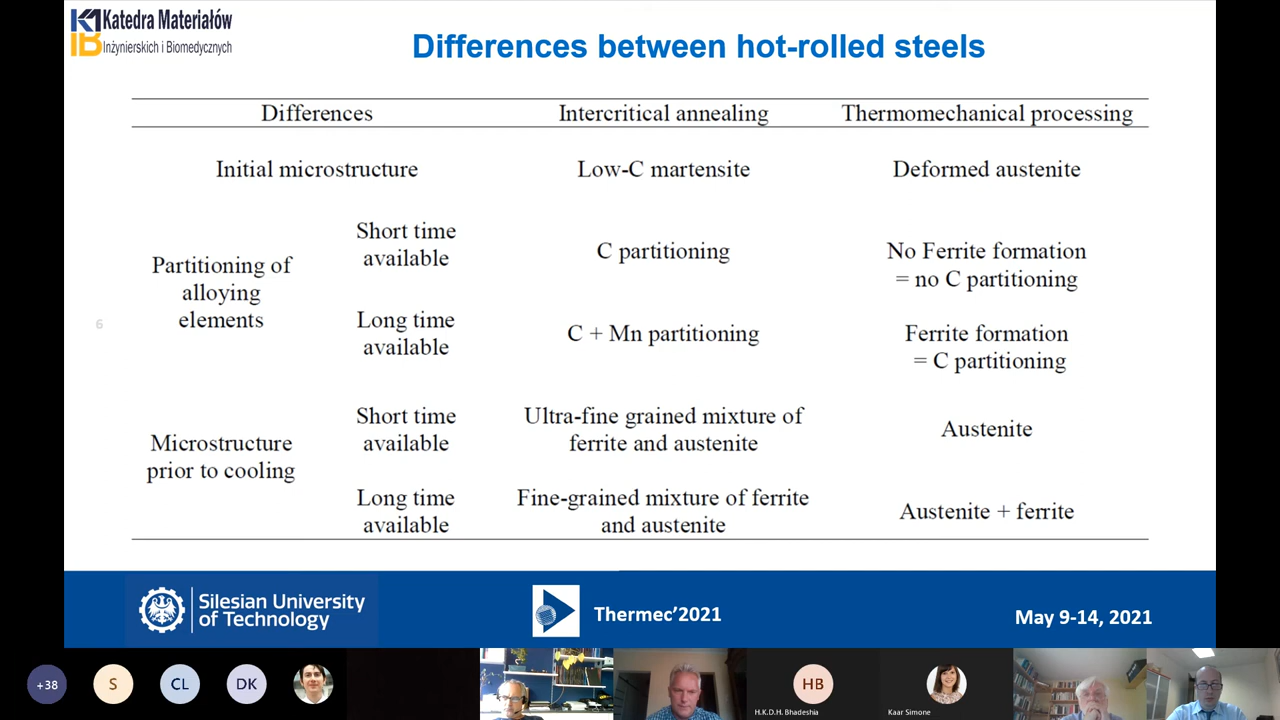 K1 Katedra Materiałów
IB Inżynierskich i Biomedycznych
Differences between hot-rolled steels
Differences Intercritical annealing Thermomechanical processing
Initial microstructure Low-C martensite Deformed austenite
Partitioning of
alloying
elements
Short time
available
C partitioning
No Ferrite formation
= no C partitioning
Long time
available
C + Mn partitioning
Ferrite formation
= C partitioning
Microstructure
prior to cooling
Short time
available
Ultra-fine grained mixture of
ferrite and austenite
Austenite
Long time
available
Fine-grained mixture of ferrite
and austenite
Austenite + ferrite
6
Silesian University
of Technology
Thermec'2021
May 9-14, 2021
+38
S
CL
DK
HB
H.K.D.H. Bhadeshia
Kaar Simone